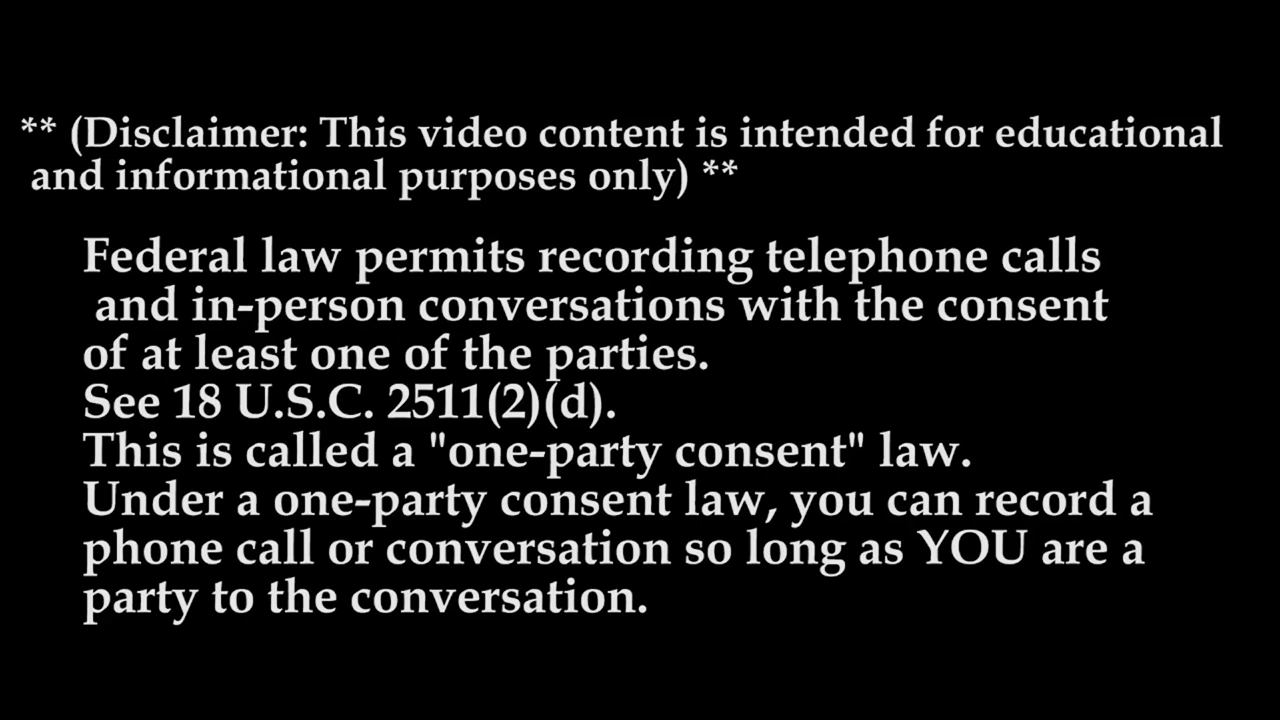 ** (Disclaimer: This video content is intended for educational
and informational purposes only) **
Federal law permits recording telephone calls
and in-person conversations with the consent
of at least one of the parties.
See 18 U.S.C. 2511(2)(d).
This is called a "one-party consent" law.
Under a one-party consent law, you can record a
phone call or conversation so long as YOU are a
party to the conversation.